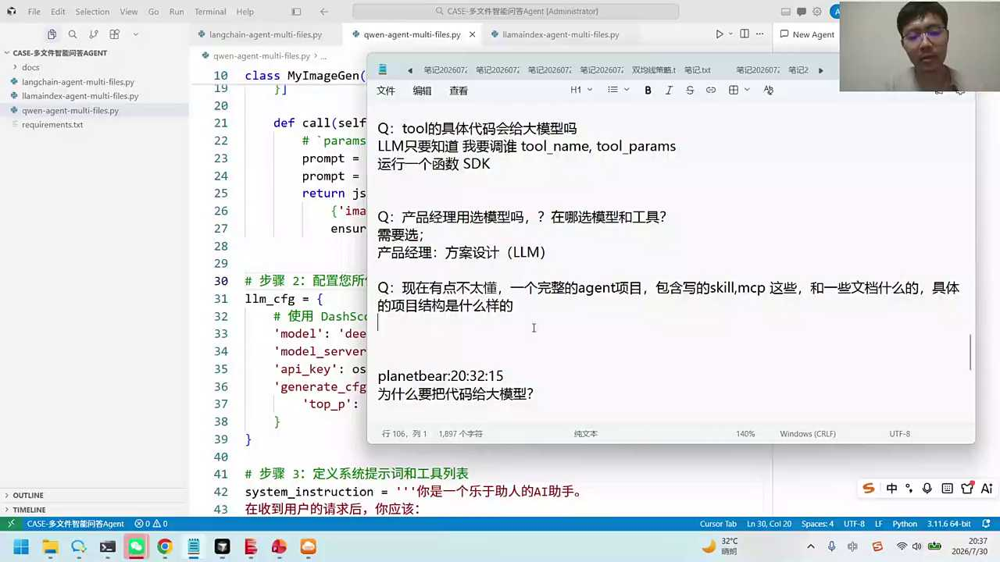 File Edit Selection View Go Run Terminal Help
CASE-多文件智能问答Agent [Administrator]
langchain-agent-multi-files.py
qwen-agent-multi-files.py
llamaindex-agent-multi-files.py
New Agent
CASE-多文件智能问答AGENT
docs
langchain-agent-multi-files.py
llamaindex-agent-multi-files.py
qwen-agent-multi-files.py
requirements.txt
OUTLINE
TIMELINE
qwen-agent-multi-files.py > ...
10 class MyImageGen(
19 }]
20
21 def call(self
22 # `params
23 prompt =
24 prompt =
25 return js
26 {'ima
27 ensur
28
29
30 # 步骤 2：配置您所
31 llm_cfg = {
32 # 使用 DashSc
33 'model': 'dee
34 'model_server
35 'api_key': os
36 'generate_cfg
37 'top_p':
38 }
39 }
40
41 # 步骤 3：定义系统提示词和工具列表
42 system_instruction = '''你是一个乐于助人的AI助手。
43 在收到用户的请求后，你应该：
笔记202607 笔记202607 笔记202607 笔记202607 双均线策略.t 笔记.txt 笔记202607 笔记2
文件 编辑 查看
H1 B I S
Q：tool的具体代码会给大模型吗
LLM只要知道 我要调谁 tool_name, tool_params
运行一个函数 SDK
Q：产品经理用选模型吗，？在哪选模型和工具？
需要选；
产品经理：方案设计（LLM）
Q：现在有点不太懂，一个完整的agent项目，包含写的skill,mcp 这些，和一些文档什么的，具体
的项目结构是什么样的
planetbear:20:32:15
为什么要把代码给大模型？
行 106，列 1 1,897 个字符 纯文本 140% Windows (CRLF) UTF-8
中
CASE-多文件智能问答Agent 0 0 Cursor Tab Ln 30, Col 20 Spaces: 4 UTF-8 LF Python 3.11.6 64-bit
32°C
晴朗
20:37
2026/7/30